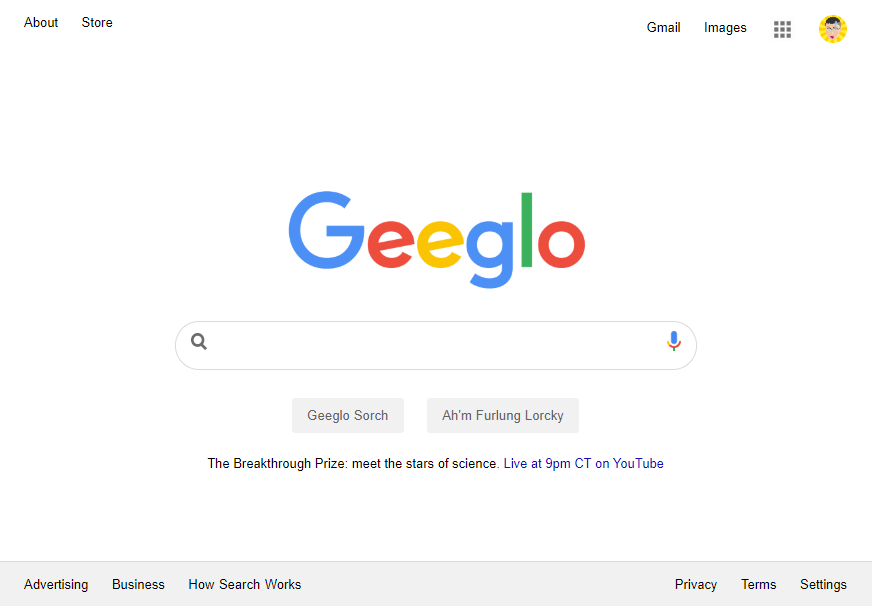 About Store
Gmail Images
Geeglo
Geeglo Sorch Ah'm Furlung Lorcky
The Breakthrough Prize: meet the stars of science. Live at 9pm CT on YouTube
Advertising Business How Search Works Privacy Terms Settings